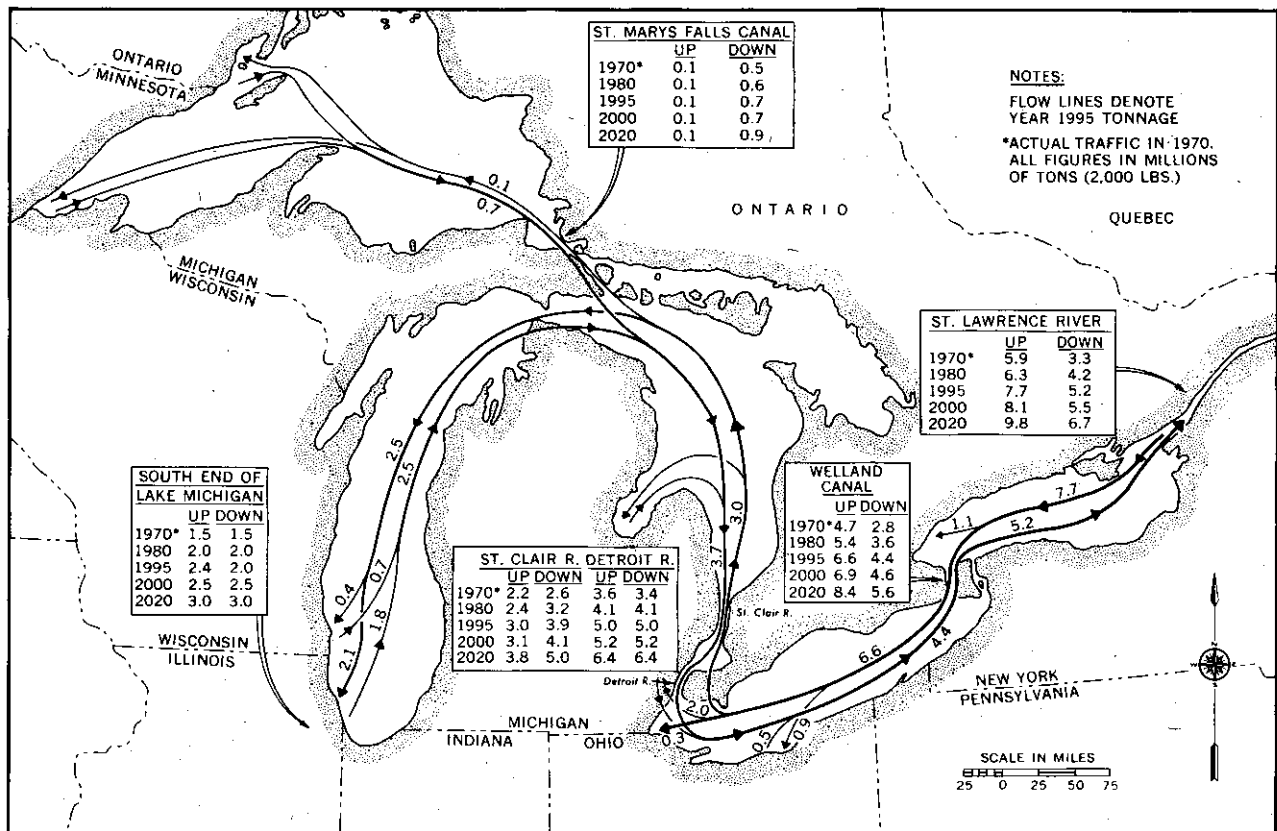 ST. MARYS FALLS CANAL
UP DOWN
1970* 0.1 0.5
1980 0.1 0.6
1995 0.1 0.7
2000 0.1 0.7
2020 0.1 0.9
NOTES:
FLOW LINES DENOTE
YEAR 1995 TONNAGE
*ACTUAL TRAFFIC IN 1970.
ALL FIGURES IN MILLIONS
OF TONS (2,000 LBS.)
ONTARIO
MINNESOTA
ONTARIO
QUEBEC
MICHIGAN
WISCONSIN
0.1
0.7
ST. LAWRENCE RIVER
UP DOWN
1970* 5.9 3.3
1980 6.3 4.2
1995 7.7 5.2
2000 8.1 5.5
2020 9.8 6.7
SOUTH END OF
LAKE MICHIGAN
UP DOWN
1970* 1.5 1.5
1980 2.0 2.0
1995 2.4 2.0
2000 2.5 2.5
2020 3.0 3.0
2.5
2.5
0.4
0.7
1.8
2.1
WELLAND
CANAL
UP DOWN
1970* 4.7 2.8
1980 5.4 3.6
1995 6.6 4.4
2000 6.9 4.6
2020 8.4 5.6
7.7
1.1
5.2
ST. CLAIR R. DETROIT R.
UP DOWN UP DOWN
1970* 2.2 2.6 3.6 3.4
1980 2.4 3.2 4.1 4.1
1995 3.0 3.9 5.0 5.0
2000 3.1 4.1 5.2 5.2
2020 3.8 5.0 6.4 6.4
3.0
3.7
St. Clair R.
Detroit R.
6.6
4.4
2.0
0.3
0.5
0.9
WISCONSIN
ILLINOIS
MICHIGAN
INDIANA
OHIO
NEW YORK
PENNSYLVANIA
SCALE IN MILES
25 0 25 50 75